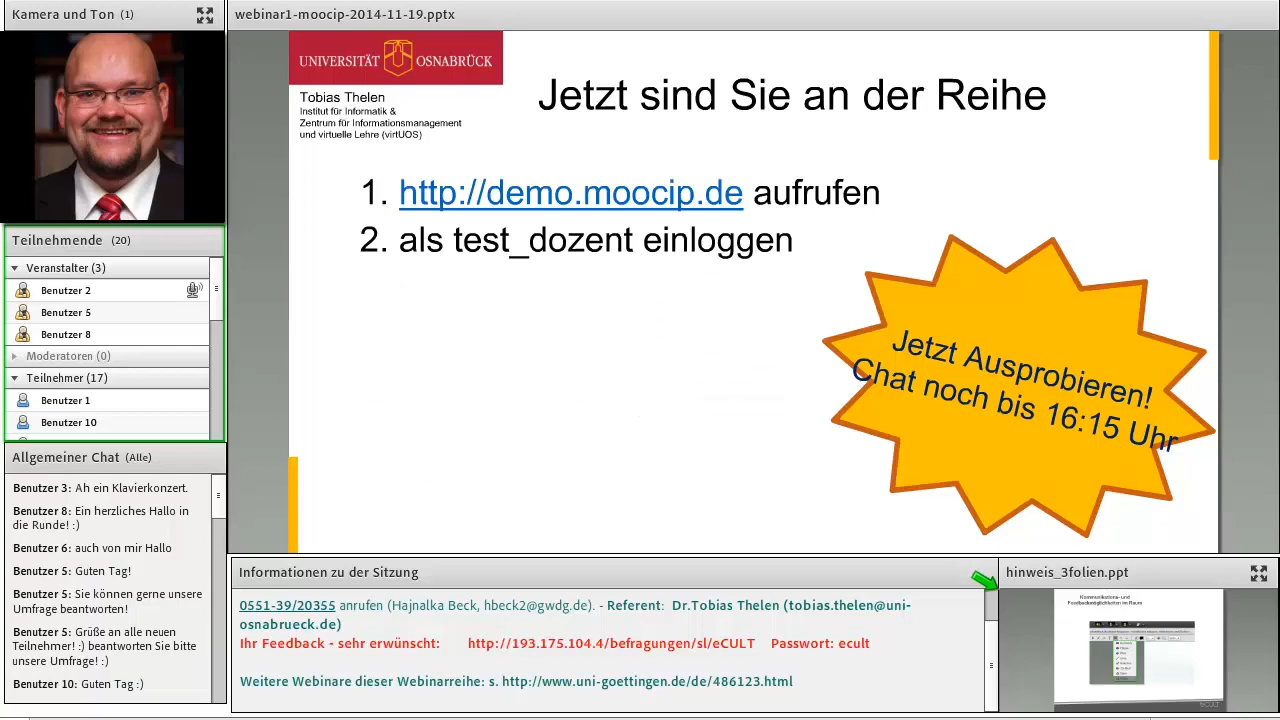 Kamera und Ton (1)
webinar1-moocip-2014-11-19.pptx
UNIVERSITÄT OSNABRÜCK
Tobias Thelen
Institut für Informatik &
Zentrum für Informationsmanagement
und virtuelle Lehre (virtUOS)
Jetzt sind Sie an der Reihe
1. http://demo.moocip.de aufrufen
2. als test_dozent einloggen
Jetzt Ausprobieren!
Chat noch bis 16:15 Uhr
Teilnehmende (20)
Veranstalter (3)
Benutzer 2
Benutzer 5
Benutzer 8
Moderatoren (0)
Teilnehmer (17)
Benutzer 1
Benutzer 10
Allgemeiner Chat (Alle)
Benutzer 3: Ah ein Klavierkonzert.
Benutzer 8: Ein herzliches Hallo in
die Runde! :)
Benutzer 6: auch von mir Hallo
Benutzer 5: Guten Tag!
Benutzer 5: Sie können gerne unsere
Umfrage beantworten!
Benutzer 5: Grüße an alle neuen
Teilnehmer! :) beantworten Sie bitte
unsere Umfrage! :)
Benutzer 10: Guten Tag :)
Informationen zu der Sitzung
0551-39/20355 anrufen (Hajnalka Beck, hbeck2@gwdg.de). - Referent: Dr.Tobias Thelen (tobias.thelen@uni-
osnabrueck.de)
Ihr Feedback - sehr erwünscht: http://193.175.104.4/befragungen/sl/eCULT Passwort: ecult
Weitere Webinare dieser Webinarreihe: s. http://www.uni-goettingen.de/de/486123.html
hinweis_3folien.ppt
Kommunikations- und
Feedbackmöglichkeiten im Raum
eCULT